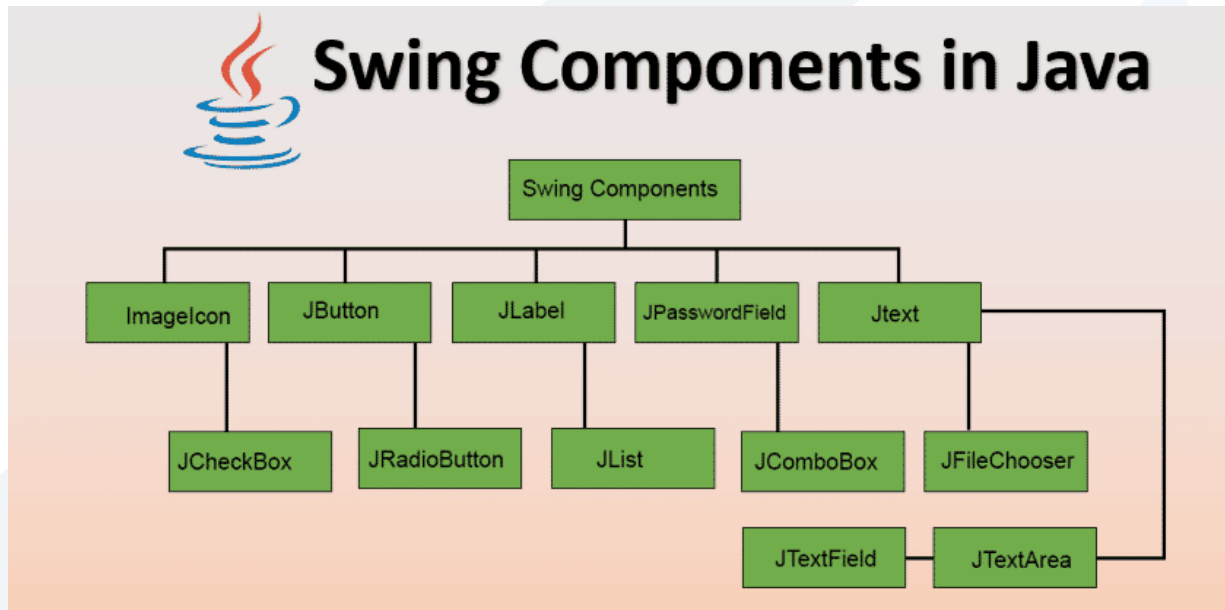 Swing Components in Java
Swing Components
ImageIcon
JButton
JLabel
JPasswordField
Jtext
JCheckBox
JRadioButton
JList
JComboBox
JFileChooser
JTextField
JTextArea